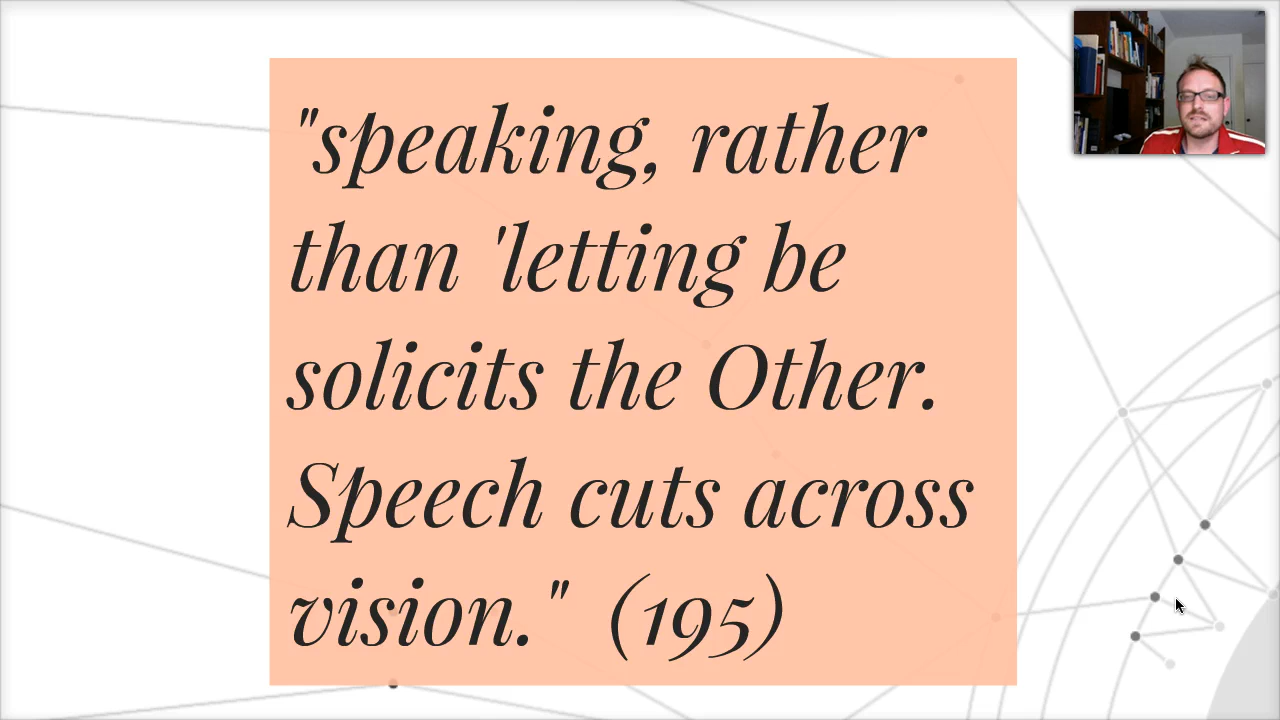 "speaking, rather
than 'letting be
solicits the Other.
Speech cuts across
vision." (195)